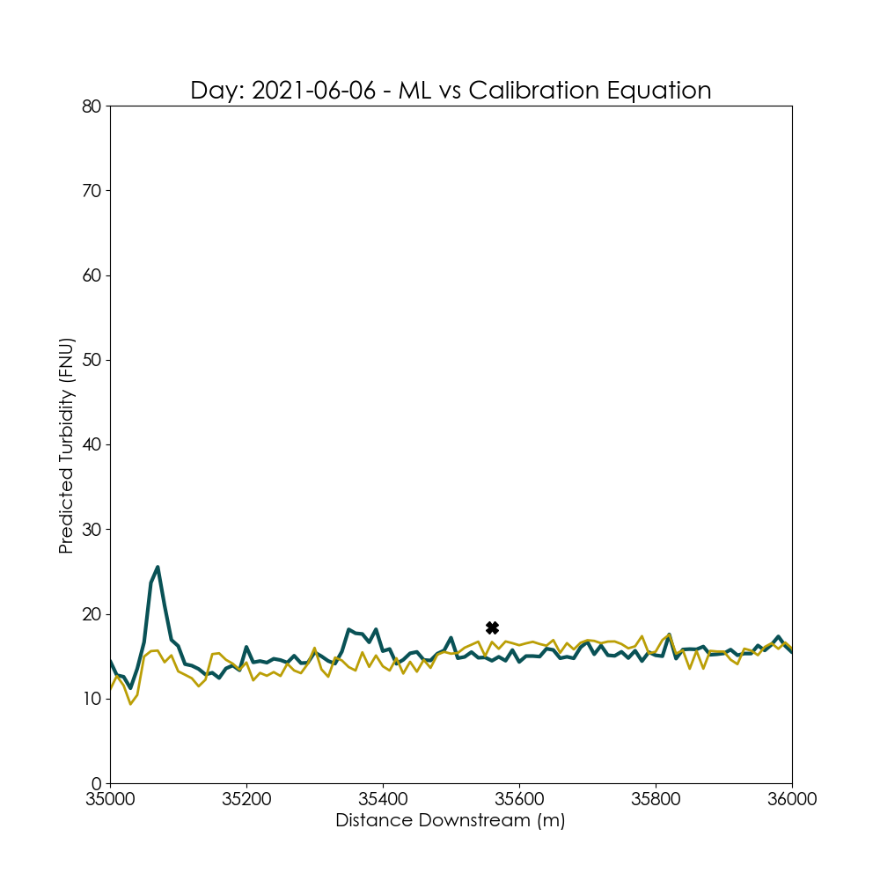 Day: 2021-06-06 - ML vs Calibration Equation
80
70
60
50
40
30
20
10
0
Predicted Turbidity (FNU)
35000 35200 35400 35600 35800 36000
Distance Downstream (m)